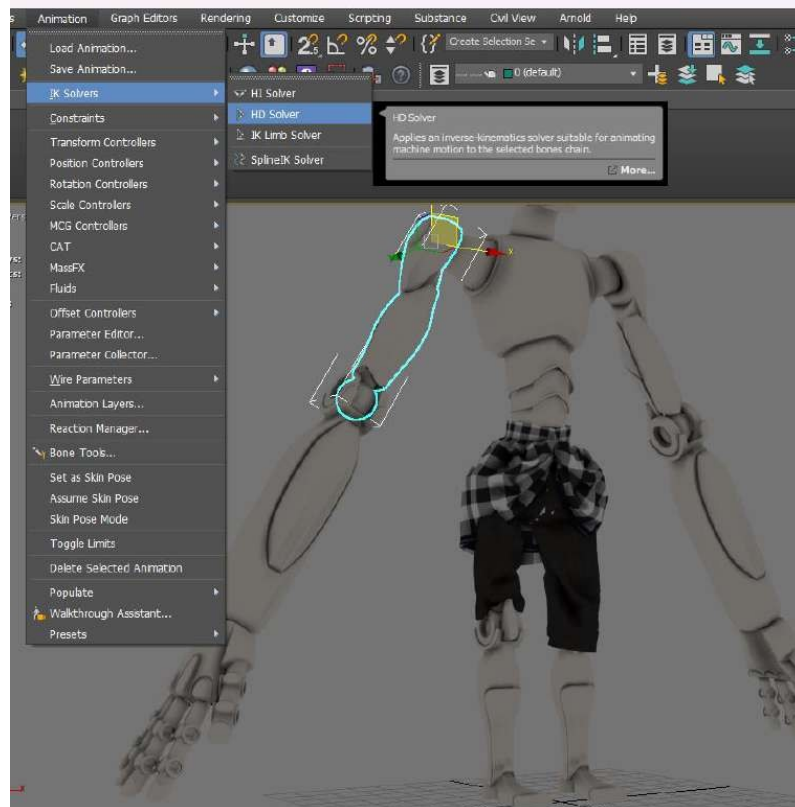 Animation Graph Editors Rendering Customize Scripting Substance Civil View Arnold Help
Create Selection Se
0 (default)
Load Animation...
Save Animation...
IK Solvers
Constraints
Transform Controllers
Position Controllers
Rotation Controllers
Scale Controllers
MCG Controllers
CAT
MassFX
Fluids
Offset Controllers
Parameter Editor...
Parameter Collector...
Wire Parameters
Animation Layers...
Reaction Manager...
Bone Tools...
Set as Skin Pose
Assume Skin Pose
Skin Pose Mode
Toggle Limits
Delete Selected Animation
Populate
Walkthrough Assistant...
Presets
HI Solver
HD Solver
IK Limb Solver
SplineIK Solver
HD Solver
Applies an inverse-kinematics solver suitable for animating
machine motion to the selected bones chain.
More...
x